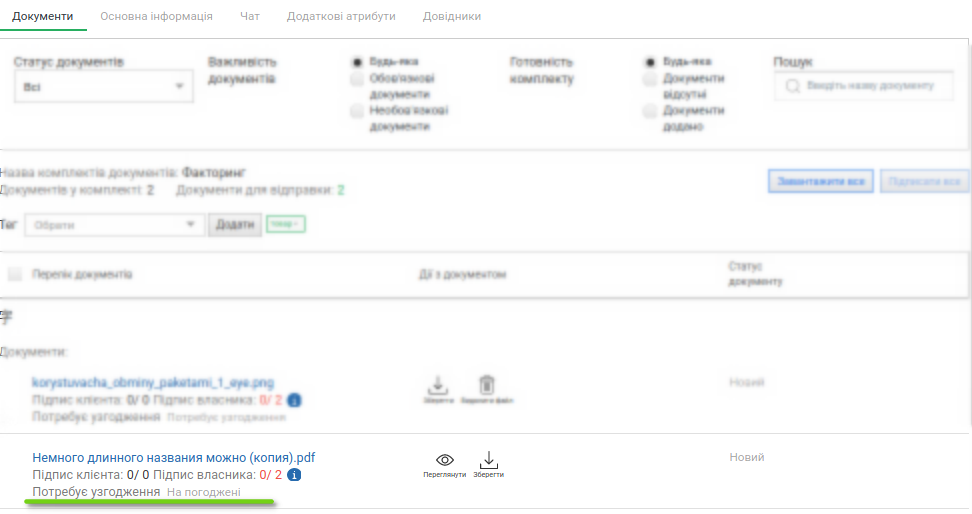 Документи Основна інформація Чат Додаткові атрибути Довідники
Статус документів
Всі
Важливість
документів
Будь-яка
Обов'язкові
документи
Необов'язкові
документи
Готовність
комплекту
Будь-яка
Документи
відсутні
Документи
додано
Пошук
Введіть назву документу
Назва комплектів документів: Факторинг
Документів у комплекті: 2 Документи для відправки: 2
Завантажити все Підписати все
Тег Обрати Додати
Перелік документів Дії з документом Статус
документу
Документи:
korystuvacha_obminy_paketami_1_eye.png Новий
Підпис клієнта: 0/ 0 Підпис власника: 0/ 2
Зберегти Видалити файл
Потребує узгодження Потребує узгодження
Немного длинного названия можно (копия).pdf Новий
Підпис клієнта: 0/ 0 Підпис власника: 0/ 2
Переглянути Зберегти
Потребує узгодження На погоджені